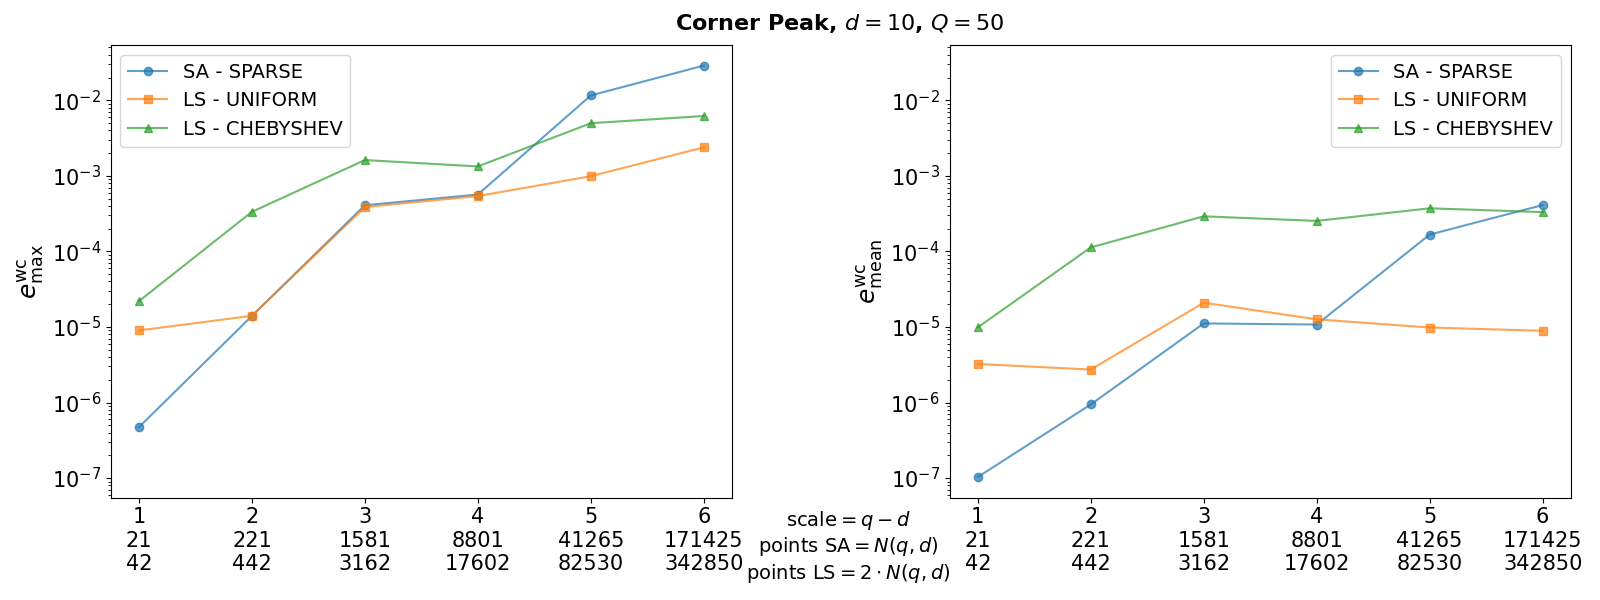 Corner Peak, d = 10, Q = 50
SA - SPARSE
LS - UNIFORM
LS - CHEBYSHEV
10⁻²
10⁻³
10⁻⁴
10⁻⁵
10⁻⁶
10⁻⁷
e^wc_max
1 2 3 4 5 6
21 221 1581 8801 41265 171425
42 442 3162 17602 82530 342850
scale = q − d
points SA = N(q, d)
points LS = 2 · N(q, d)
SA - SPARSE
LS - UNIFORM
LS - CHEBYSHEV
10⁻²
10⁻³
10⁻⁴
10⁻⁵
10⁻⁶
10⁻⁷
e^wc_mean
1 2 3 4 5 6
21 221 1581 8801 41265 171425
42 442 3162 17602 82530 342850